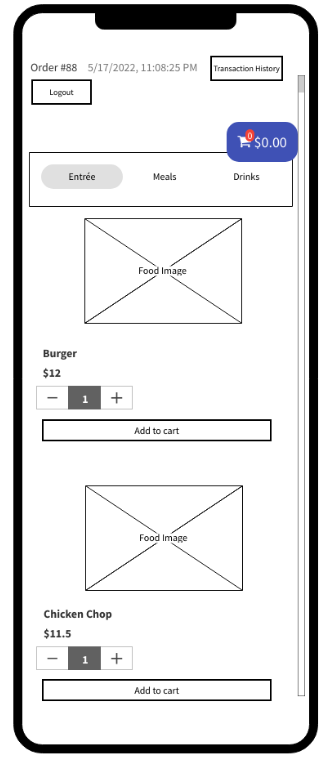 Order #88 5/17/2022, 11:08:25 PM Transaction History
Logout
0 $0.00
Entrée Meals Drinks
Food Image
Burger
$12
− 1 +
Add to cart
Food Image
Chicken Chop
$11.5
− 1 +
Add to cart